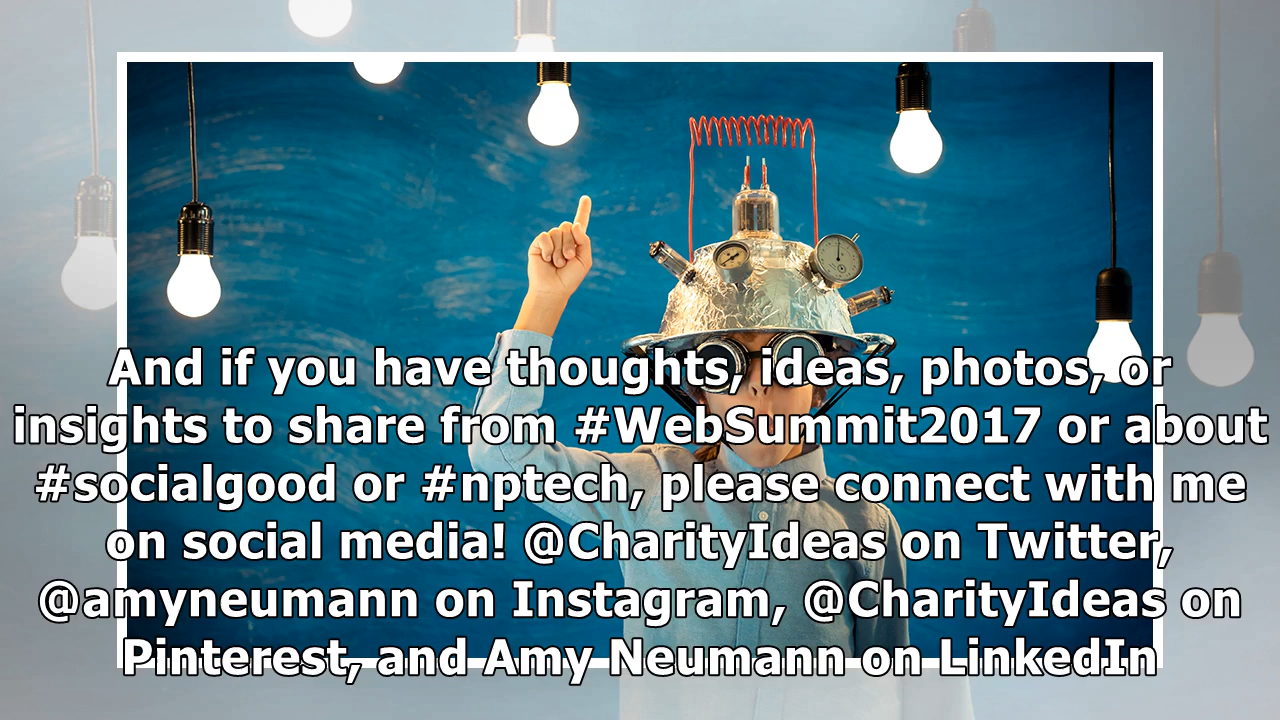 And if you have thoughts, ideas, photos, or
insights to share from #WebSummit2017 or about
#socialgood or #nptech, please connect with me
on social media! @CharityIdeas on Twitter,
@amyneumann on Instagram, @CharityIdeas on
Pinterest, and Amy Neumann on LinkedIn